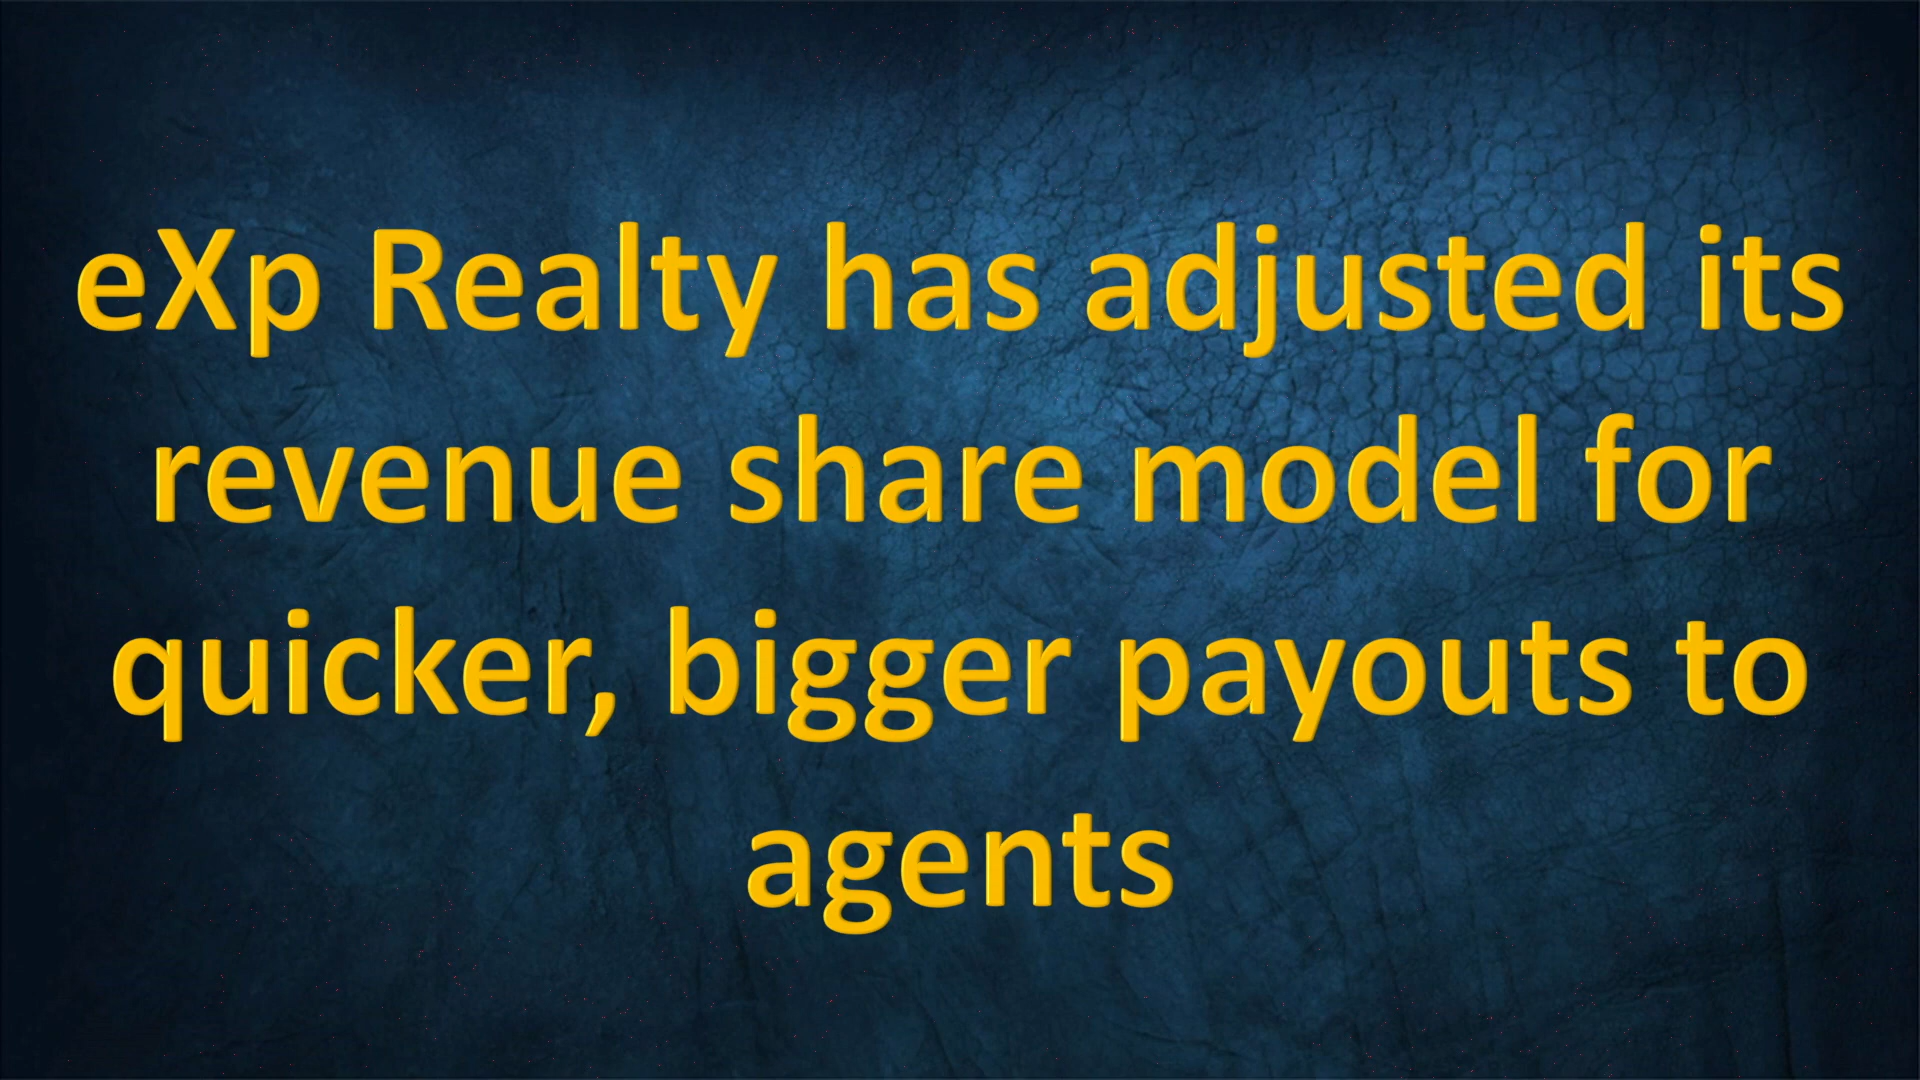 eXp Realty has adjusted its
revenue share model for
quicker, bigger payouts to
agents